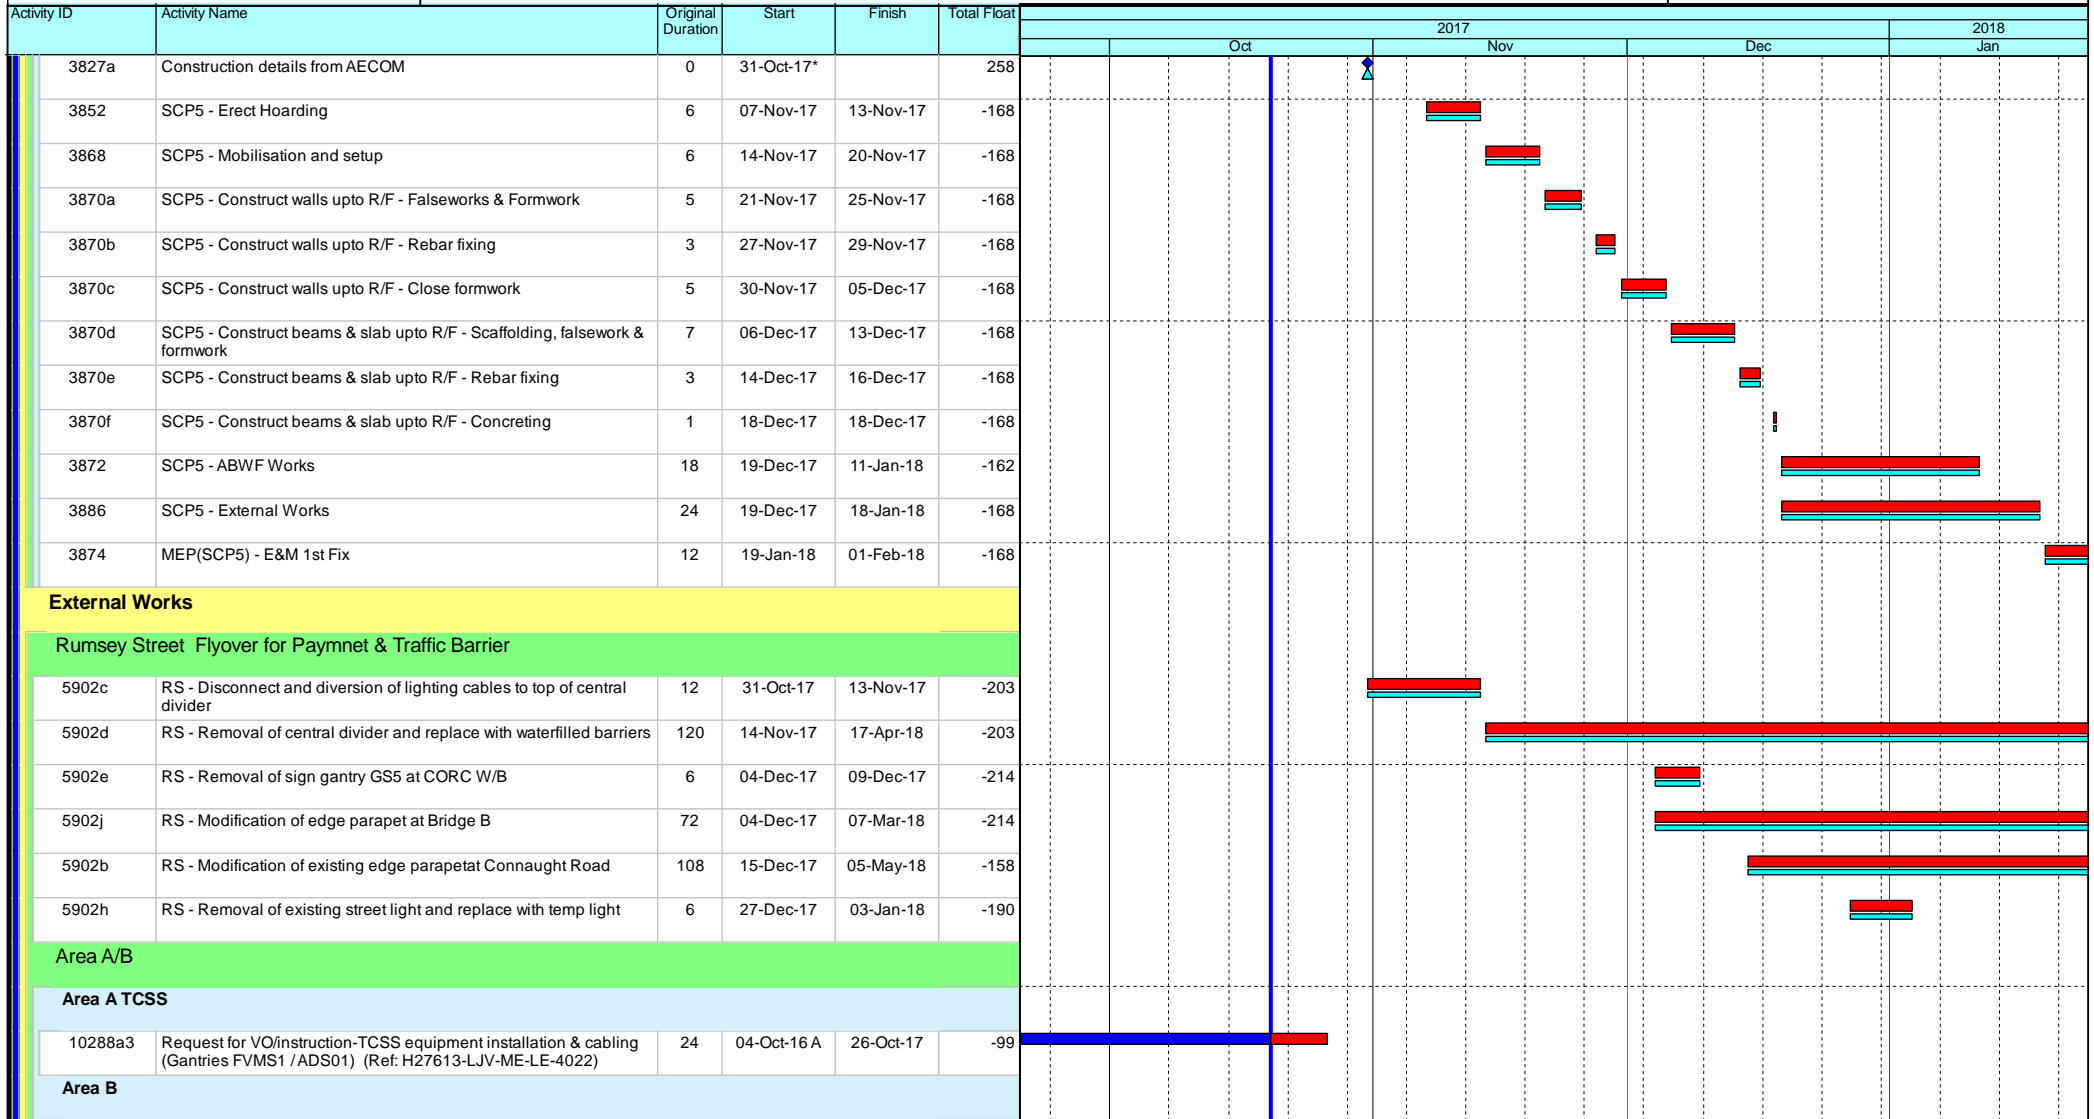 Activity ID Activity Name Original Duration Start Finish Total Float
2017 2018
Oct Nov Dec Jan
3827a Construction details from AECOM 0 31-Oct-17* 258
3852 SCP5 - Erect Hoarding 6 07-Nov-17 13-Nov-17 -168
3868 SCP5 - Mobilisation and setup 6 14-Nov-17 20-Nov-17 -168
3870a SCP5 - Construct walls upto R/F - Falseworks & Formwork 5 21-Nov-17 25-Nov-17 -168
3870b SCP5 - Construct walls upto R/F - Rebar fixing 3 27-Nov-17 29-Nov-17 -168
3870c SCP5 - Construct walls upto R/F - Close formwork 5 30-Nov-17 05-Dec-17 -168
3870d SCP5 - Construct beams & slab upto R/F - Scaffolding, falsework & 7 06-Dec-17 13-Dec-17 -168
formwork
3870e SCP5 - Construct beams & slab upto R/F - Rebar fixing 3 14-Dec-17 16-Dec-17 -168
3870f SCP5 - Construct beams & slab upto R/F - Concreting 1 18-Dec-17 18-Dec-17 -168
3872 SCP5 - ABWF Works 18 19-Dec-17 11-Jan-18 -162
3886 SCP5 - External Works 24 19-Dec-17 18-Jan-18 -168
3874 MEP(SCP5) - E&M 1st Fix 12 19-Jan-18 01-Feb-18 -168
External Works
Rumsey Street Flyover for Paymnet & Traffic Barrier
5902c RS - Disconnect and diversion of lighting cables to top of central 12 31-Oct-17 13-Nov-17 -203
divider
5902d RS - Removal of central divider and replace with waterfilled barriers 120 14-Nov-17 17-Apr-18 -203
5902e RS - Removal of sign gantry GS5 at CORC W/B 6 04-Dec-17 09-Dec-17 -214
5902j RS - Modification of edge parapet at Bridge B 72 04-Dec-17 07-Mar-18 -214
5902b RS - Modification of existing edge parapetat Connaught Road 108 15-Dec-17 05-May-18 -158
5902h RS - Removal of existing street light and replace with temp light 6 27-Dec-17 03-Jan-18 -190
Area A/B
Area A TCSS
10288a3 Request for VO/instruction-TCSS equipment installation & cabling 24 04-Oct-16 A 26-Oct-17 -99
(Gantries FVMS1 / ADS01) (Ref: H27613-LJV-ME-LE-4022)
Area B